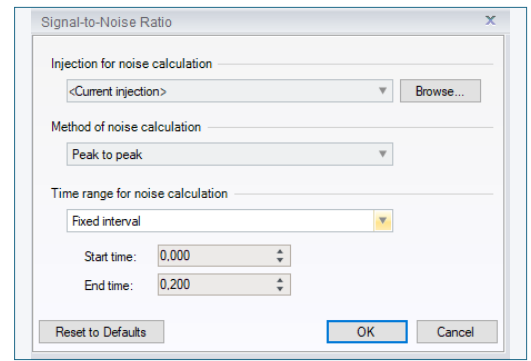 Signal-to-Noise Ratio x
Injection for noise calculation
<Current injection> Browse...
Method of noise calculation
Peak to peak
Time range for noise calculation
Fixed interval
Start time: 0,000
End time: 0,200
Reset to Defaults OK Cancel